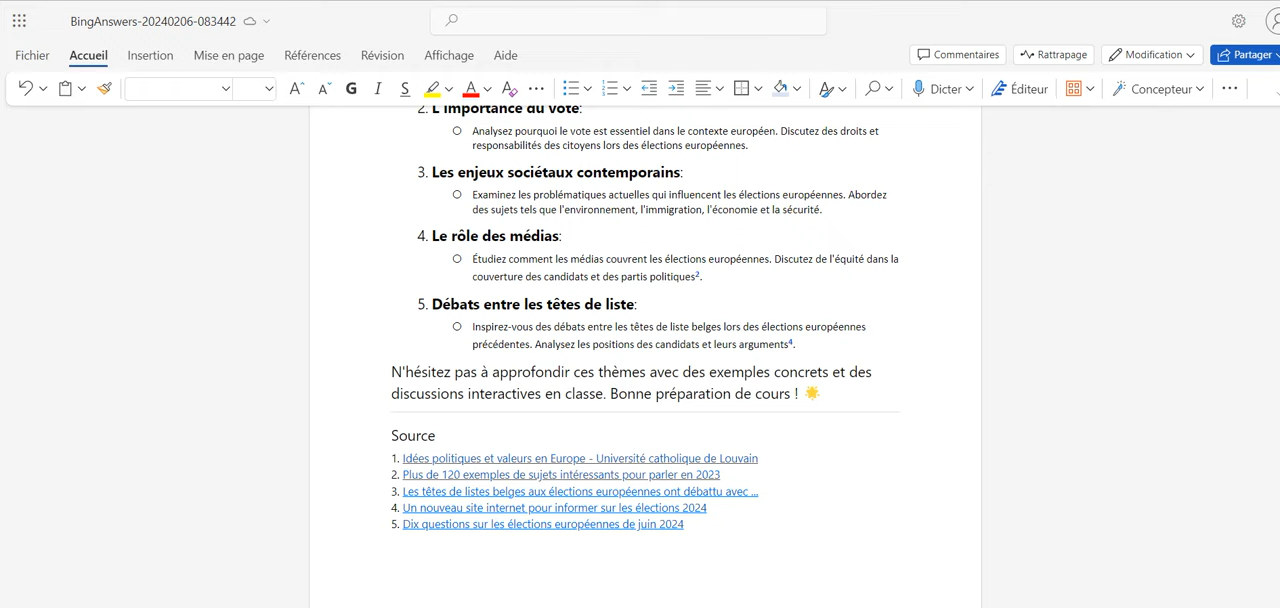 BingAnswers-20240206-083442
Fichier Accueil Insertion Mise en page Références Révision Affichage Aide Commentaires Rattrapage Modification Partager
G I S A Dicter Éditeur Concepteur
2. L'importance du vote:
Analysez pourquoi le vote est essentiel dans le contexte européen. Discutez des droits et
responsabilités des citoyens lors des élections européennes.
3. Les enjeux sociétaux contemporains:
Examinez les problématiques actuelles qui influencent les élections européennes. Abordez
des sujets tels que l'environnement, l'immigration, l'économie et la sécurité.
4. Le rôle des médias:
Étudiez comment les médias couvrent les élections européennes. Discutez de l'équité dans la
couverture des candidats et des partis politiques2.
5. Débats entre les têtes de liste:
Inspirez-vous des débats entre les têtes de liste belges lors des élections européennes
précédentes. Analysez les positions des candidats et leurs arguments4.
N'hésitez pas à approfondir ces thèmes avec des exemples concrets et des
discussions interactives en classe. Bonne préparation de cours ! 🌟
Source
1. Idées politiques et valeurs en Europe - Université catholique de Louvain
2. Plus de 120 exemples de sujets intéressants pour parler en 2023
3. Les têtes de listes belges aux élections européennes ont débattu avec ...
4. Un nouveau site internet pour informer sur les élections 2024
5. Dix questions sur les élections européennes de juin 2024